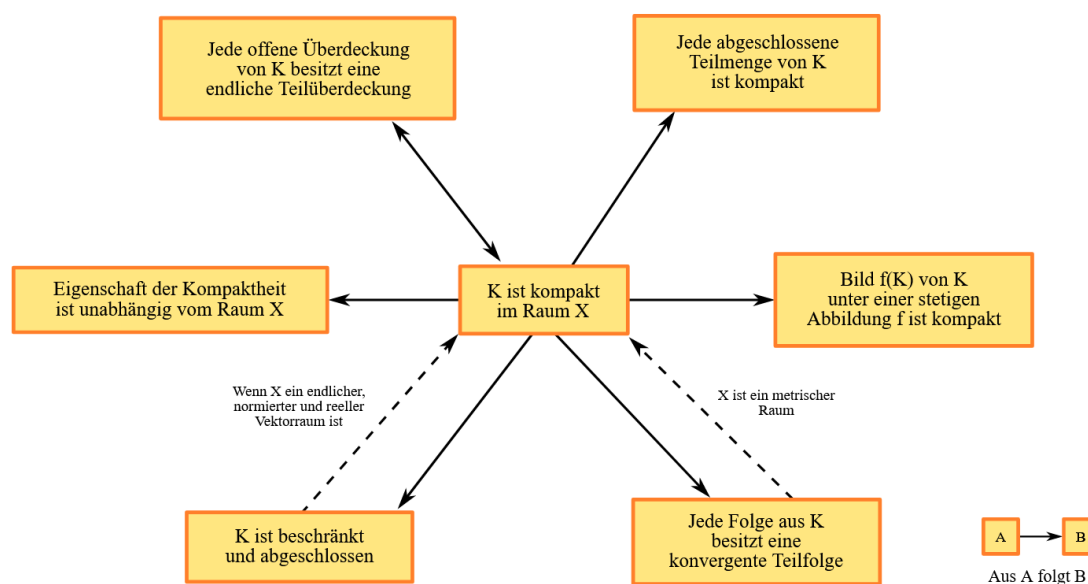 Jede offene Überdeckung
von K besitzt eine
endliche Teilüberdeckung
Jede abgeschlossene
Teilmenge von K
ist kompakt
Eigenschaft der Kompaktheit
ist unabhängig vom Raum X
K ist kompakt
im Raum X
Bild f(K) von K
unter einer stetigen
Abbildung f ist kompakt
Wenn X ein endlicher,
normierter und reeller
Vektorraum ist
X ist ein metrischer
Raum
K ist beschränkt
und abgeschlossen
Jede Folge aus K
besitzt eine
konvergente Teilfolge
A
B
Aus A folgt B